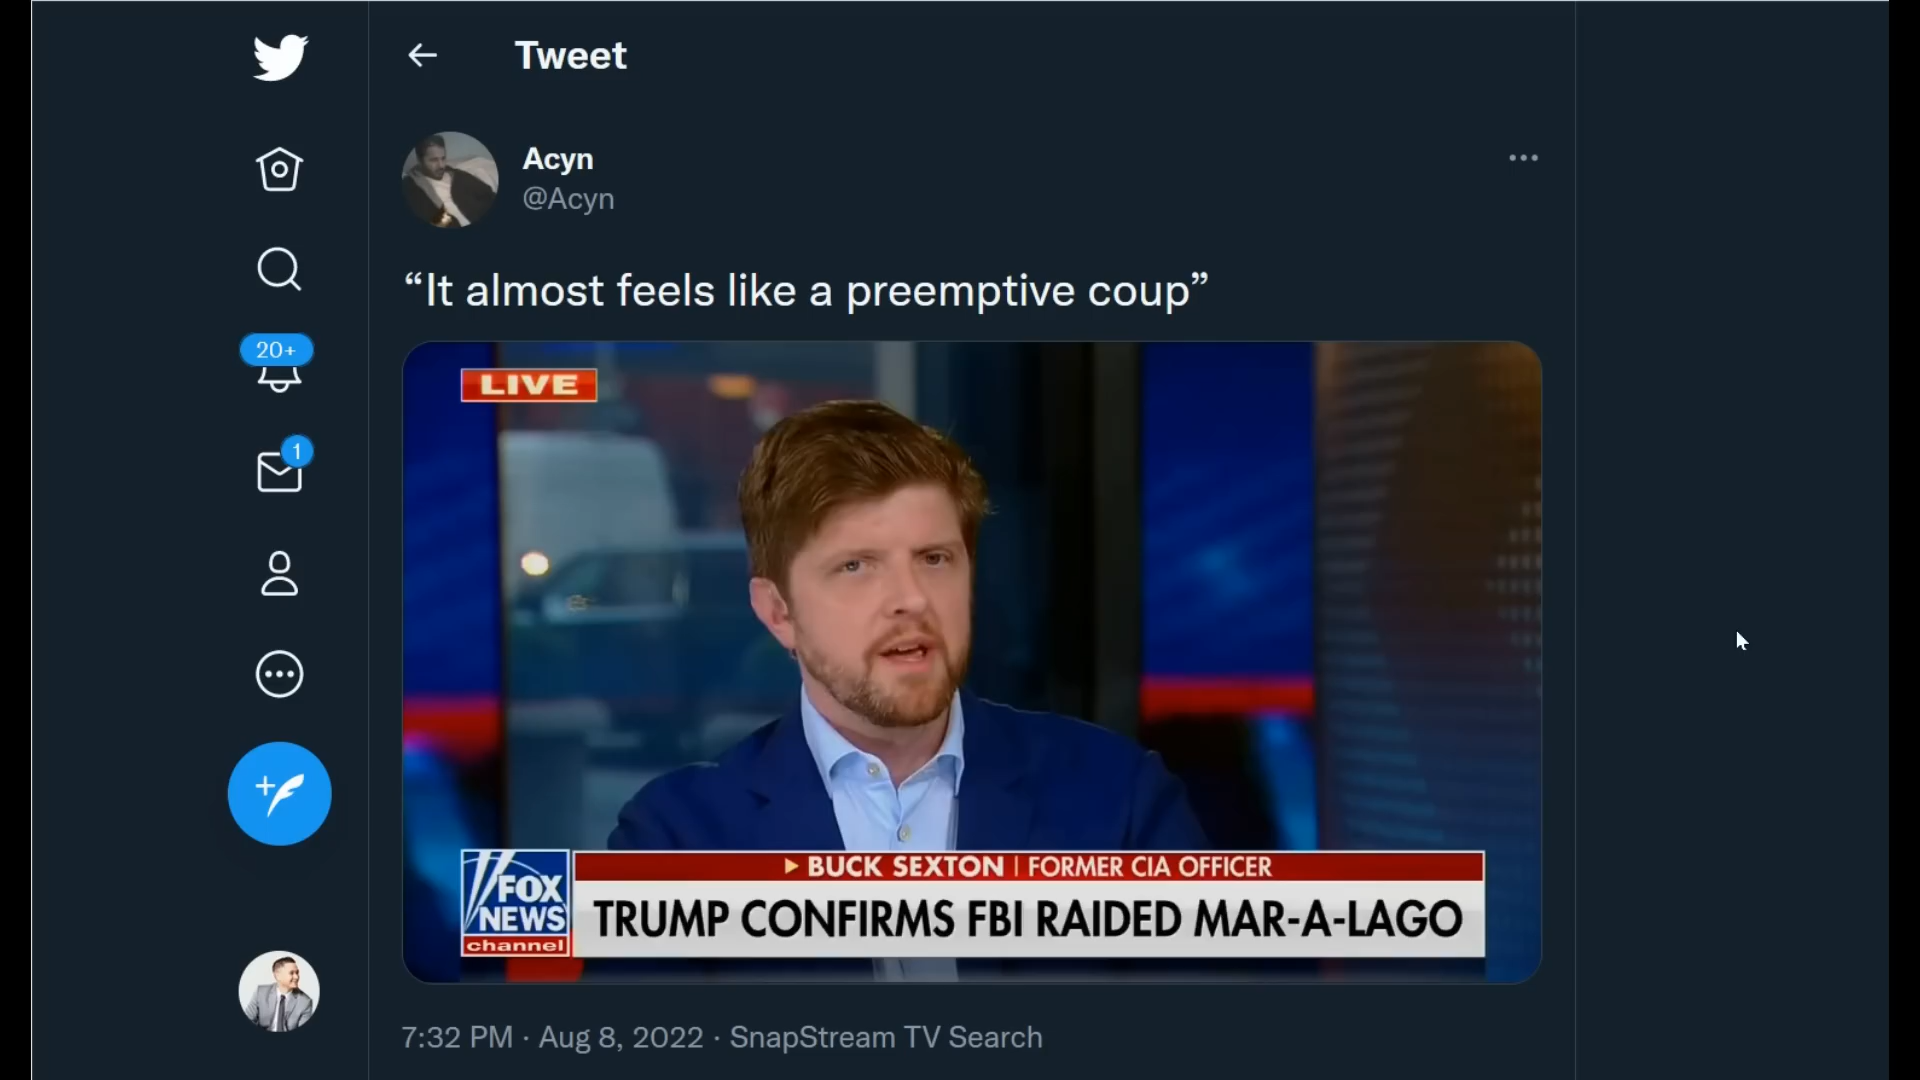 Tweet
Acyn
@Acyn
“It almost feels like a preemptive coup”
20+
1
LIVE
BUCK SEXTON | FORMER CIA OFFICER
FOX
NEWS
channel
TRUMP CONFIRMS FBI RAIDED MAR-A-LAGO
7:32 PM · Aug 8, 2022 · SnapStream TV Search